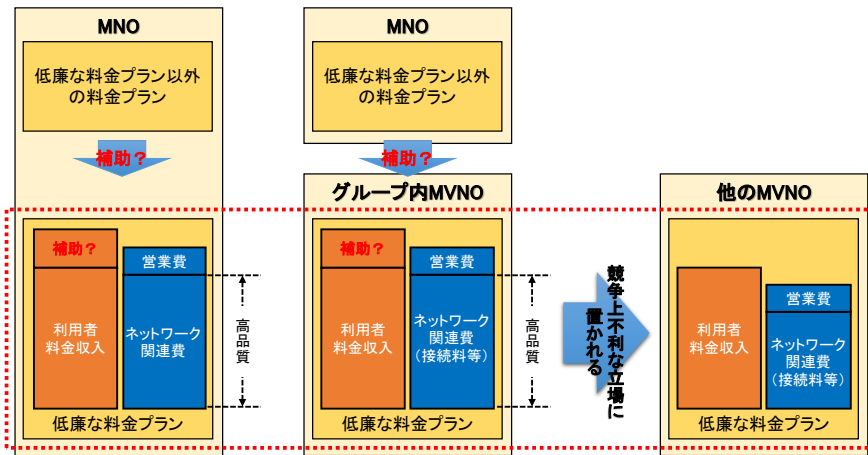 MNO
低廉な料金プラン以外
の料金プラン
補助？
補助？
営業費
利用者
料金収入
ネットワーク
関連費
高品質
低廉な料金プラン
MNO
低廉な料金プラン以外
の料金プラン
補助？
グループ内MVNO
補助？
営業費
利用者
料金収入
ネットワーク
関連費
（接続料等）
高品質
低廉な料金プラン
競争上不利な立場に
置かれる
他のMVNO
営業費
利用者
料金収入
ネットワーク
関連費
（接続料等）
低廉な料金プラン